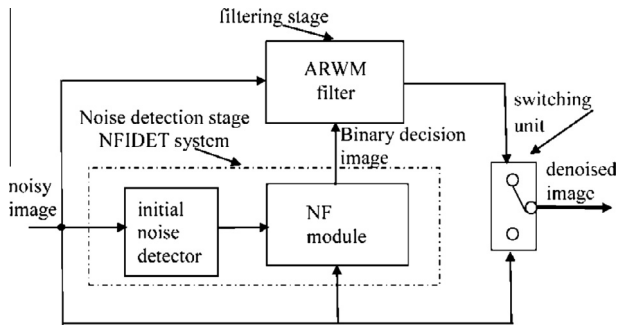 filtering stage
ARWM
filter
Noise detection stage
NFIDET system
Binary decision
image
switching
unit
denoised
image
noisy
image
initial
noise
detector
NF
module